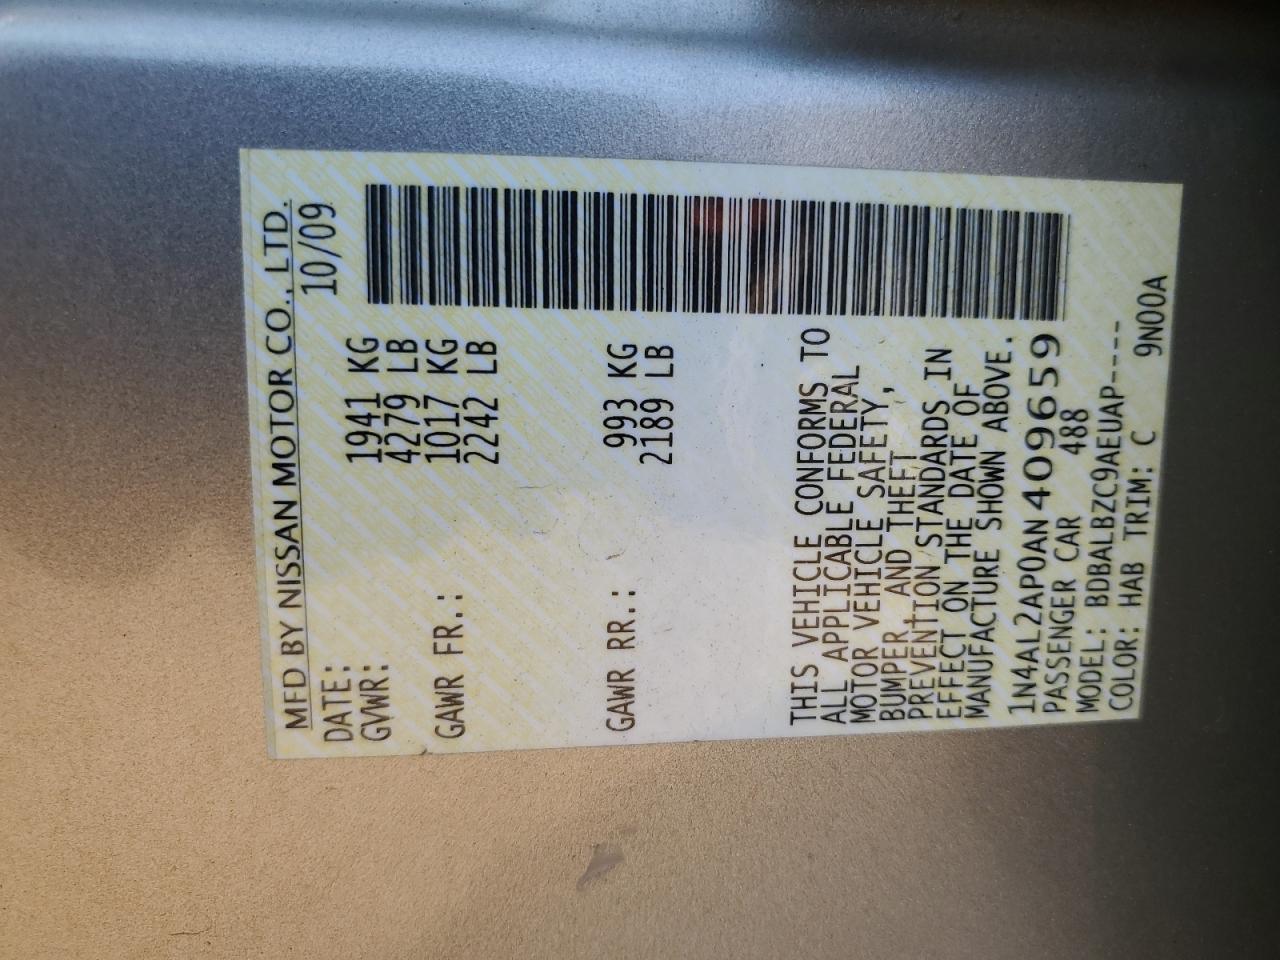 MFD BY NISSAN MOTOR CO., LTD.
DATE: 10/09
GVWR: 1941 KG
4279 LB
GAWR FR.: 1017 KG
2242 LB
GAWR RR.: 993 KG
2189 LB
THIS VEHICLE CONFORMS TO
ALL APPLICABLE FEDERAL
MOTOR VEHICLE SAFETY,
BUMPER, AND THEFT
PREVENTION STANDARDS IN
EFFECT ON THE DATE OF
MANUFACTURE SHOWN ABOVE.
1N4AL2AP0AN409659
PASSENGER CAR 488
MODEL: BDBALBZC9AEUAP----
COLOR: HAB TRIM: C 9N00A